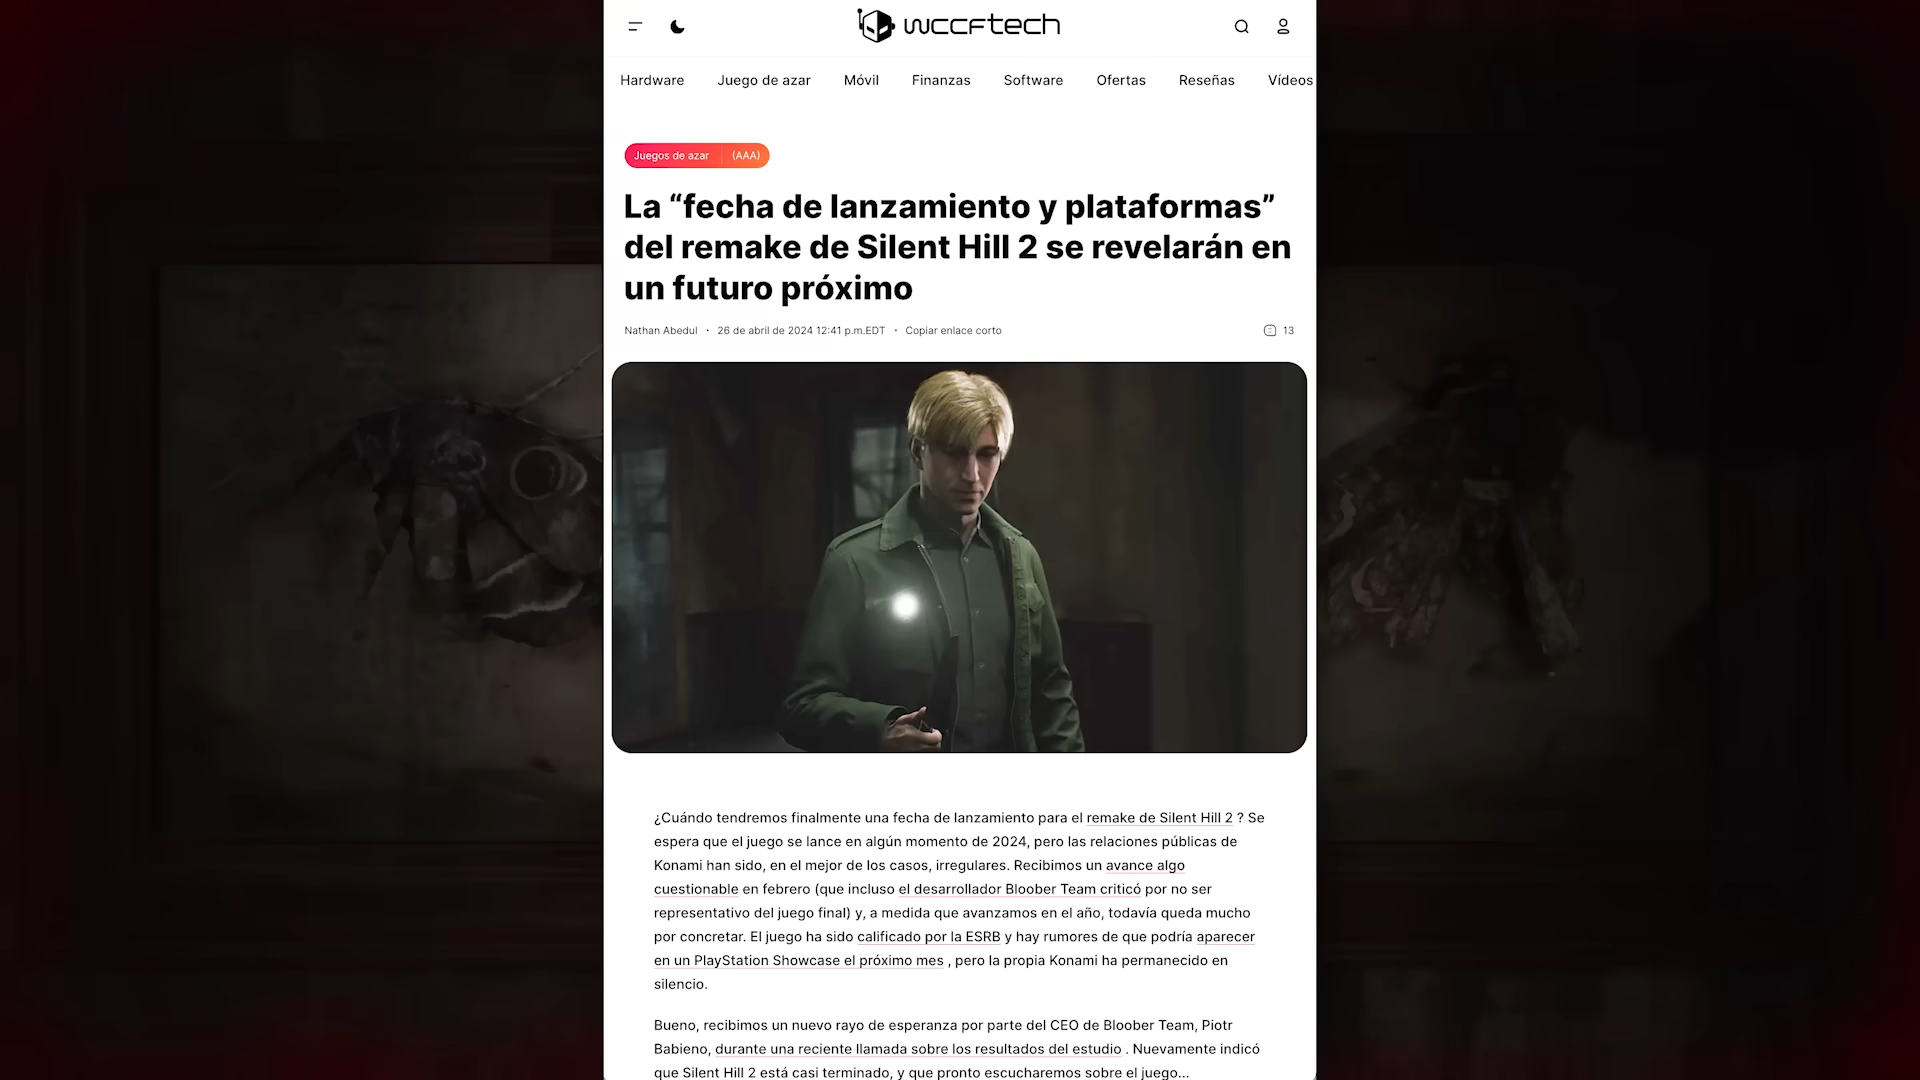 wccftech
Hardware Juego de azar Móvil Finanzas Software Ofertas Reseñas Vídeos
Juegos de azar (AAA)
La “fecha de lanzamiento y plataformas”
del remake de Silent Hill 2 se revelarán en
un futuro próximo
Nathan Abedul • 26 de abril de 2024 12:41 p.m.EDT • Copiar enlace corto 13
¿Cuándo tendremos finalmente una fecha de lanzamiento para el remake de Silent Hill 2 ? Se
espera que el juego se lance en algún momento de 2024, pero las relaciones públicas de
Konami han sido, en el mejor de los casos, irregulares. Recibimos un avance algo
cuestionable en febrero (que incluso el desarrollador Bloober Team criticó por no ser
representativo del juego final) y, a medida que avanzamos en el año, todavía queda mucho
por concretar. El juego ha sido calificado por la ESRB y hay rumores de que podría aparecer
en un PlayStation Showcase el próximo mes , pero la propia Konami ha permanecido en
silencio.
Bueno, recibimos un nuevo rayo de esperanza por parte del CEO de Bloober Team, Piotr
Babieno, durante una reciente llamada sobre los resultados del estudio . Nuevamente indicó
que Silent Hill 2 está casi terminado, y que pronto escucharemos sobre el juego...